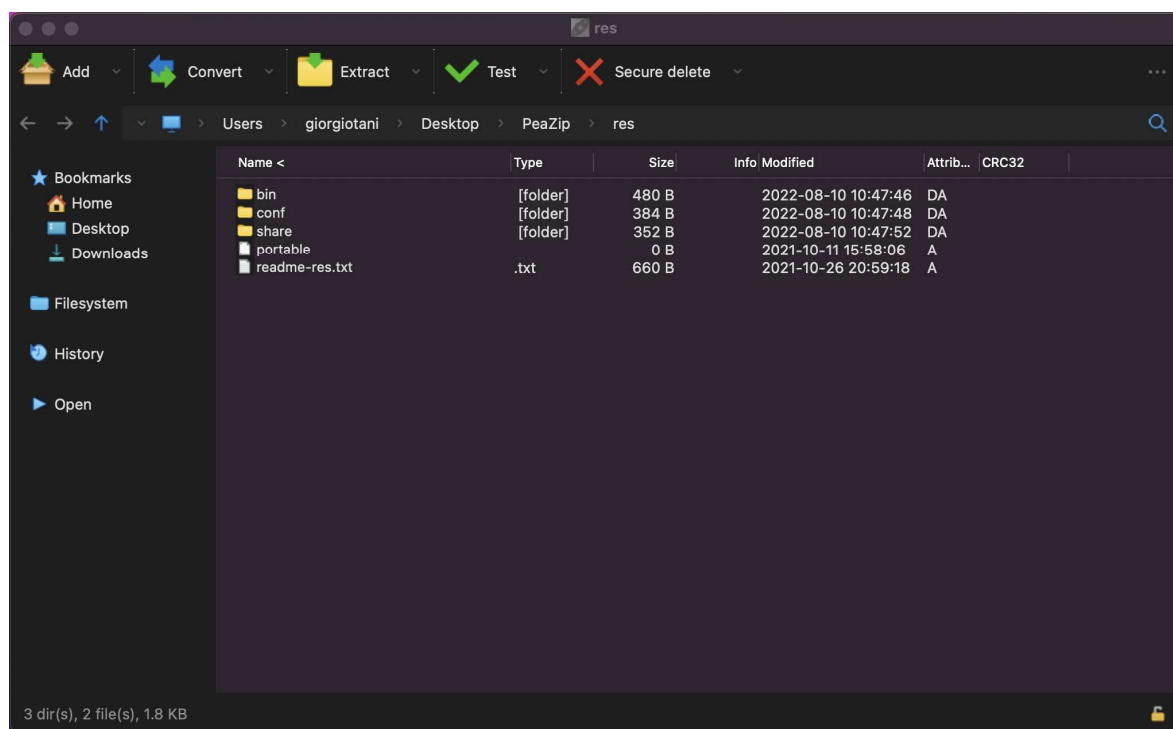 res
Add Convert Extract Test Secure delete ...
Users > giorgiotani > Desktop > PeaZip > res
Name < Type Size Info Modified Attrib... CRC32
Bookmarks
Home
Desktop
Downloads
Filesystem
History
Open
bin [folder] 480 B 2022-08-10 10:47:46 DA
conf [folder] 384 B 2022-08-10 10:47:48 DA
share [folder] 352 B 2022-08-10 10:47:52 DA
portable 0 B 2021-10-11 15:58:06 A
readme-res.txt .txt 660 B 2021-10-26 20:59:18 A
3 dir(s), 2 file(s), 1.8 KB